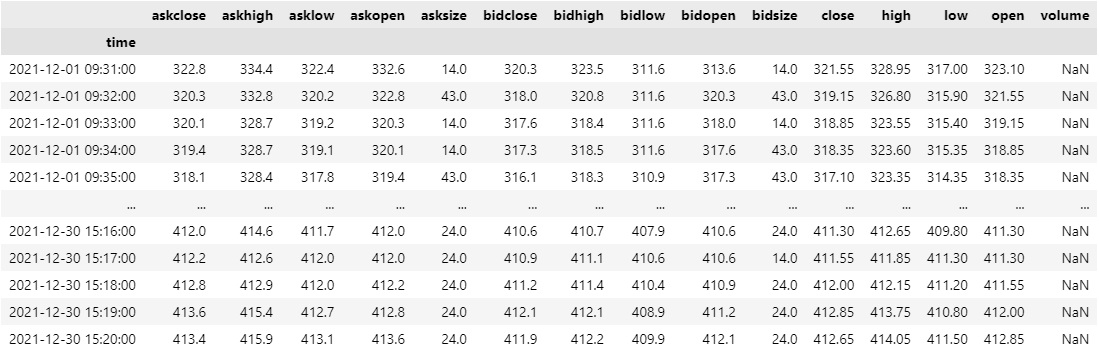 askclose askhigh asklow askopen asksize bidclose bidhigh bidlow bidopen bidsize close high low open volume
time
2021-12-01 09:31:00 322.8 334.4 322.4 332.6 14.0 320.3 323.5 311.6 313.6 14.0 321.55 328.95 317.00 323.10 NaN
2021-12-01 09:32:00 320.3 332.8 320.2 322.8 43.0 318.0 320.8 311.6 320.3 43.0 319.15 326.80 315.90 321.55 NaN
2021-12-01 09:33:00 320.1 328.7 319.2 320.3 14.0 317.6 318.4 311.6 318.0 14.0 318.85 323.55 315.40 319.15 NaN
2021-12-01 09:34:00 319.4 328.7 319.1 320.1 14.0 317.3 318.5 311.6 317.6 43.0 318.35 323.60 315.35 318.85 NaN
2021-12-01 09:35:00 318.1 328.4 317.8 319.4 43.0 316.1 318.3 310.9 317.3 43.0 317.10 323.35 314.35 318.35 NaN
... ... ... ... ... ... ... ... ... ... ... ... ... ... ... ...
2021-12-30 15:16:00 412.0 414.6 411.7 412.0 24.0 410.6 410.7 407.9 410.6 24.0 411.30 412.65 409.80 411.30 NaN
2021-12-30 15:17:00 412.2 412.6 412.0 412.0 24.0 410.9 411.1 410.6 410.6 14.0 411.55 411.85 411.30 411.30 NaN
2021-12-30 15:18:00 412.8 412.9 412.0 412.2 24.0 411.2 411.4 410.4 410.9 24.0 412.00 412.15 411.20 411.55 NaN
2021-12-30 15:19:00 413.6 415.4 412.7 412.8 24.0 412.1 412.1 408.9 411.2 24.0 412.85 413.75 410.80 412.00 NaN
2021-12-30 15:20:00 413.4 415.9 413.1 413.6 24.0 411.9 412.2 409.9 412.1 24.0 412.65 414.05 411.50 412.85 NaN